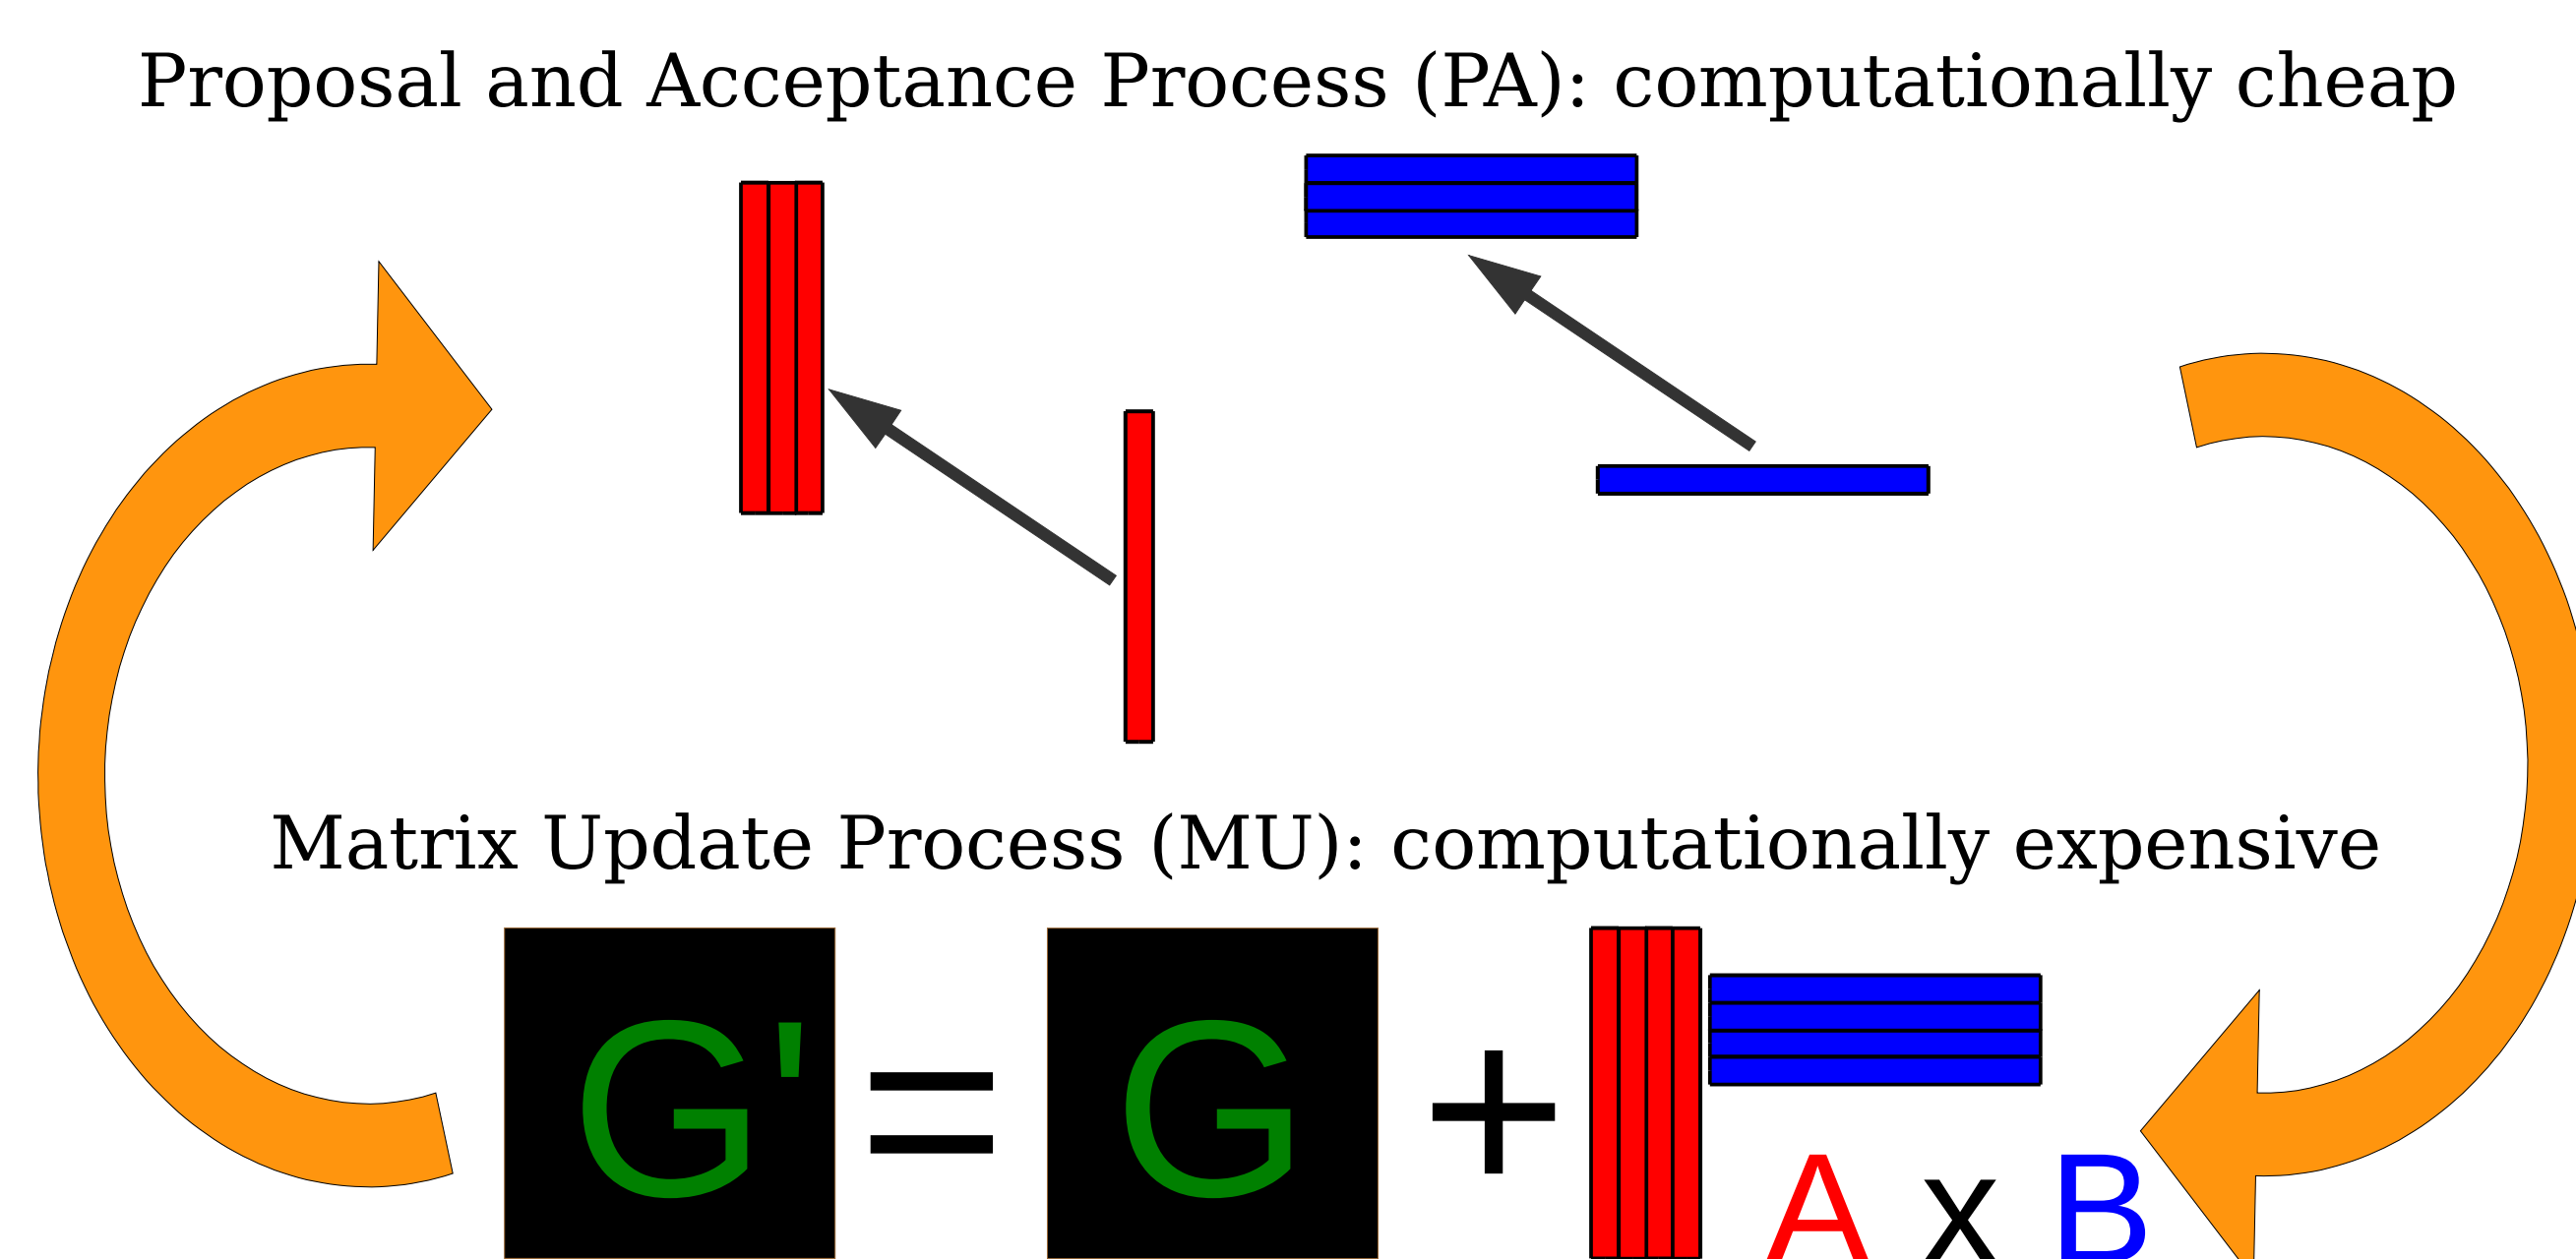 Proposal and Acceptance Process (PA): computationally cheap
Matrix Update Process (MU): computationally expensive
G' = G +
A x B